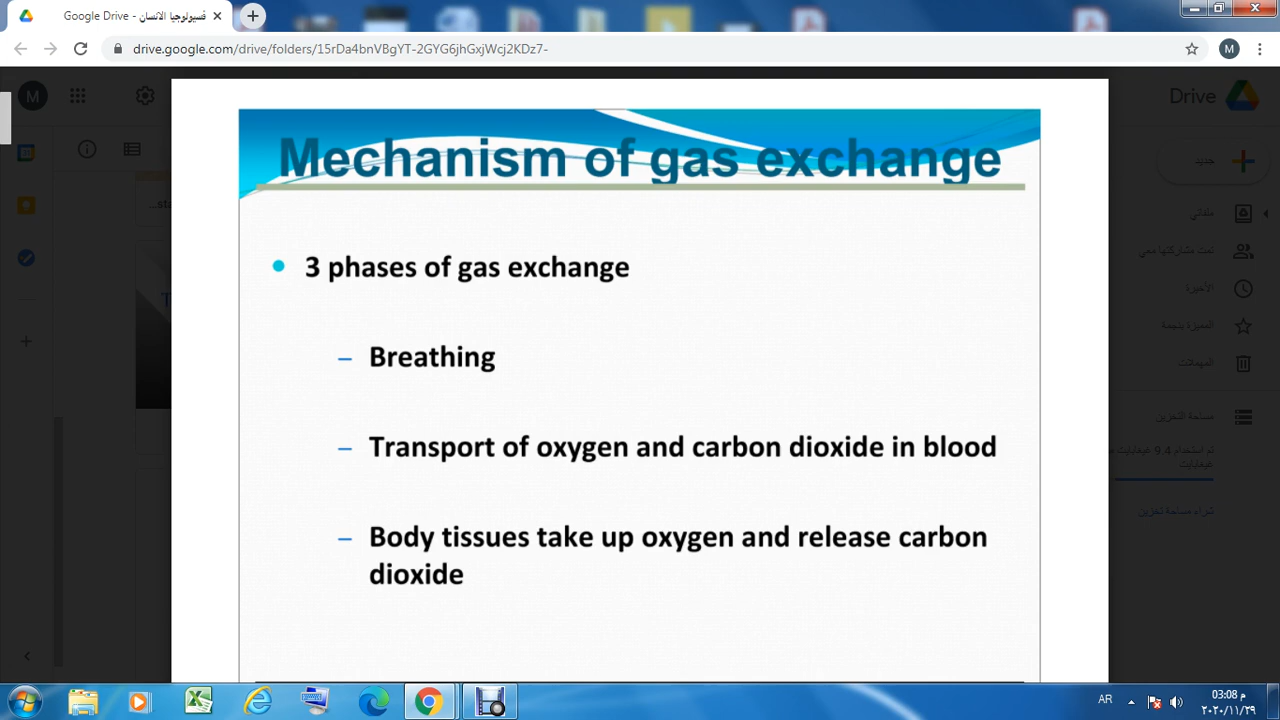 فسيولوجيا الانسان - Google Drive
drive.google.com/drive/folders/15rDa4bnVBgYT-2GYG6jhGxjWcj2KDz7-
M
M
Drive
جديد
ملفاتي
تمت مشاركتها معي
الأخيرة
المميزة بنجمة
المهملات
مساحة التخزين
تم استخدام 9.4 غيغابايت
غيغابايت
شراء مساحة تخزين
Mechanism of gas exchange
• 3 phases of gas exchange
– Breathing
– Transport of oxygen and carbon dioxide in blood
– Body tissues take up oxygen and release carbon
dioxide
AR
03:08 م
٢٠٢٠/١١/٢٩